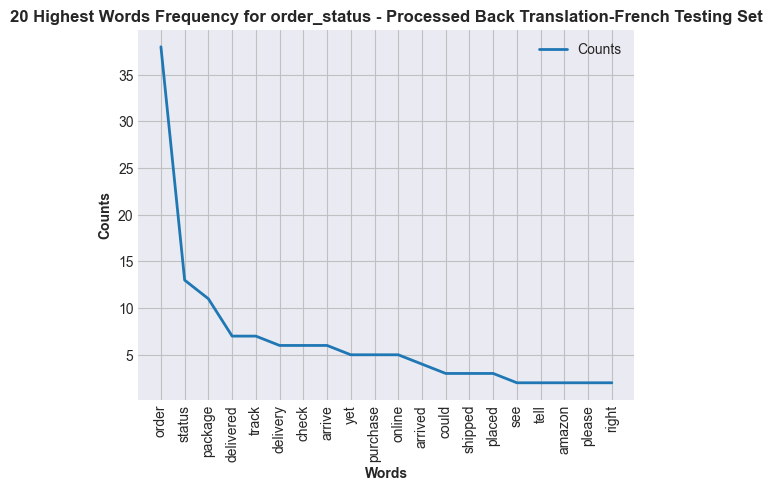 20 Highest Words Frequency for order_status - Processed Back Translation-French Testing Set
Counts
Counts
35
30
25
20
15
10
5
order
status
package
delivered
track
delivery
check
arrive
yet
purchase
online
arrived
could
shipped
placed
see
tell
amazon
please
right
Words